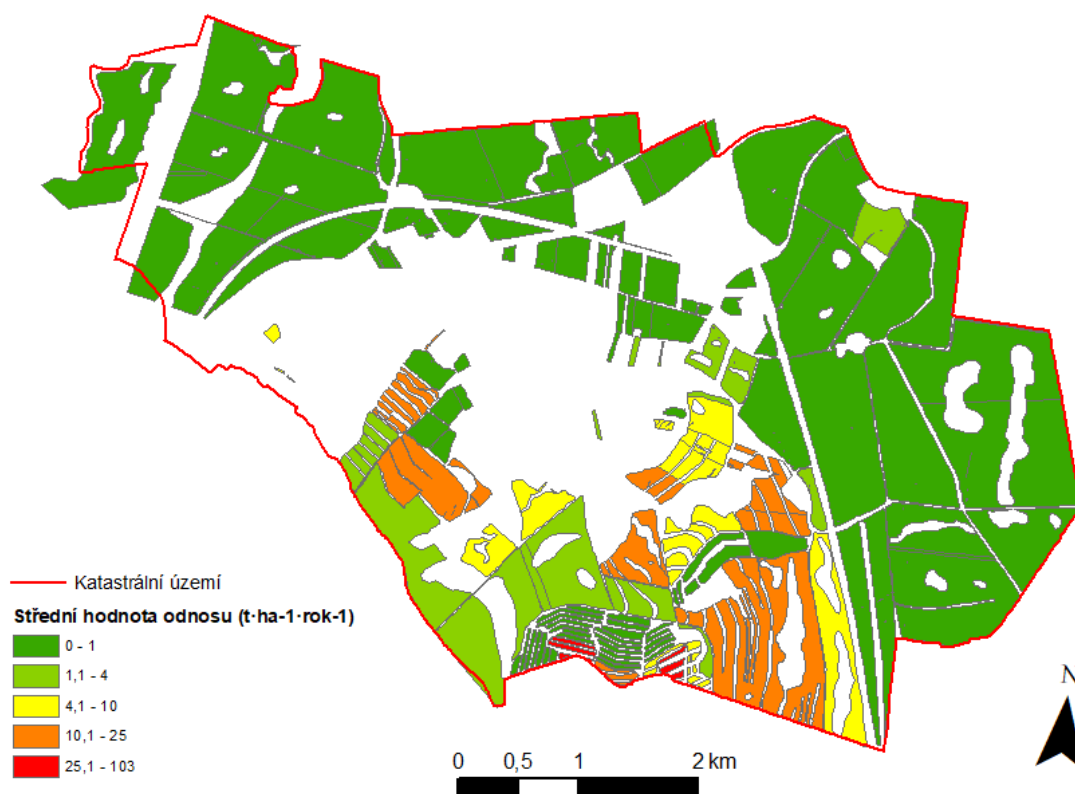 Katastrální území
Střední hodnota odnosu (t·ha-1·rok-1)
0 - 1
1,1 - 4
4,1 - 10
10,1 - 25
25,1 - 103
0 0,5 1 2 km
N